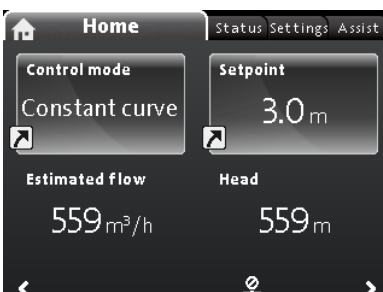 Home Status Settings Assist
Control mode Setpoint
Constant curve 3.0 m
Estimated flow Head
559 m³/h 559 m